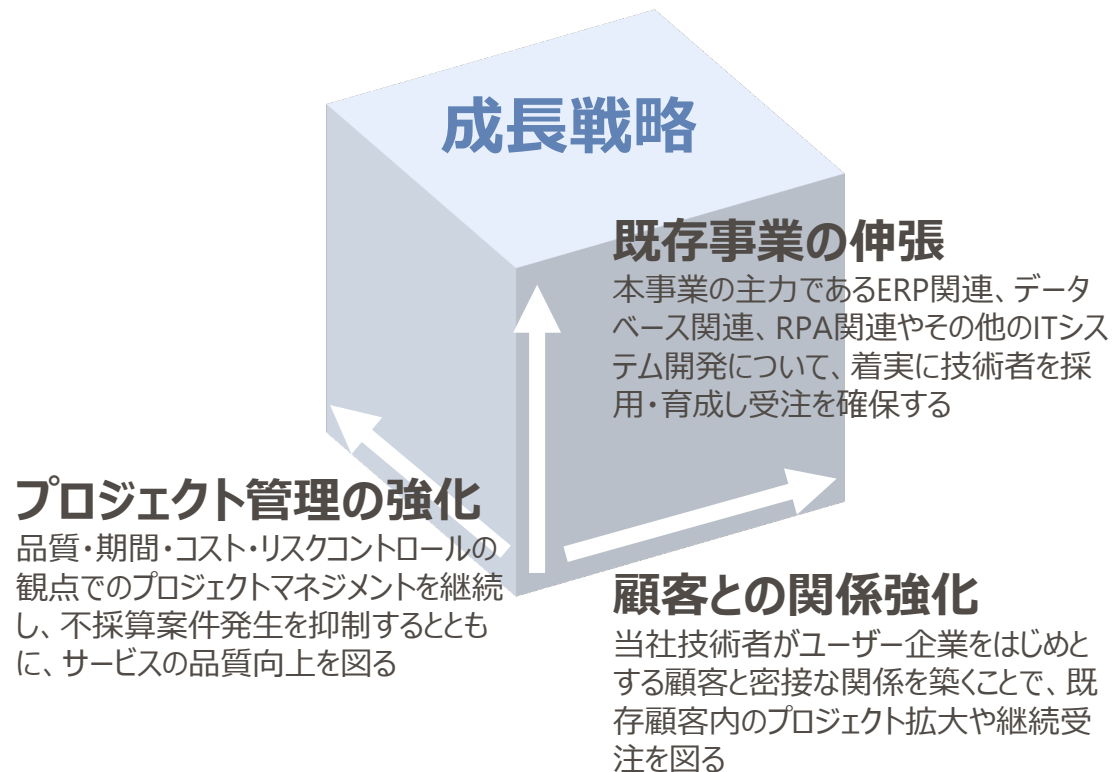 成長戦略
既存事業の伸張
本事業の主力であるERP関連、データ
ベース関連、RPA関連やその他のITシス
テム開発について、着実に技術者を採
用・育成し受注を確保する
プロジェクト管理の強化
品質・期間・コスト・リスクコントロールの
観点でのプロジェクトマネジメントを継続
し、不採算案件発生を抑制するととも
に、サービスの品質向上を図る
顧客との関係強化
当社技術者がユーザー企業をはじめと
する顧客と密接な関係を築くことで、既
存顧客内のプロジェクト拡大や継続受
注を図る